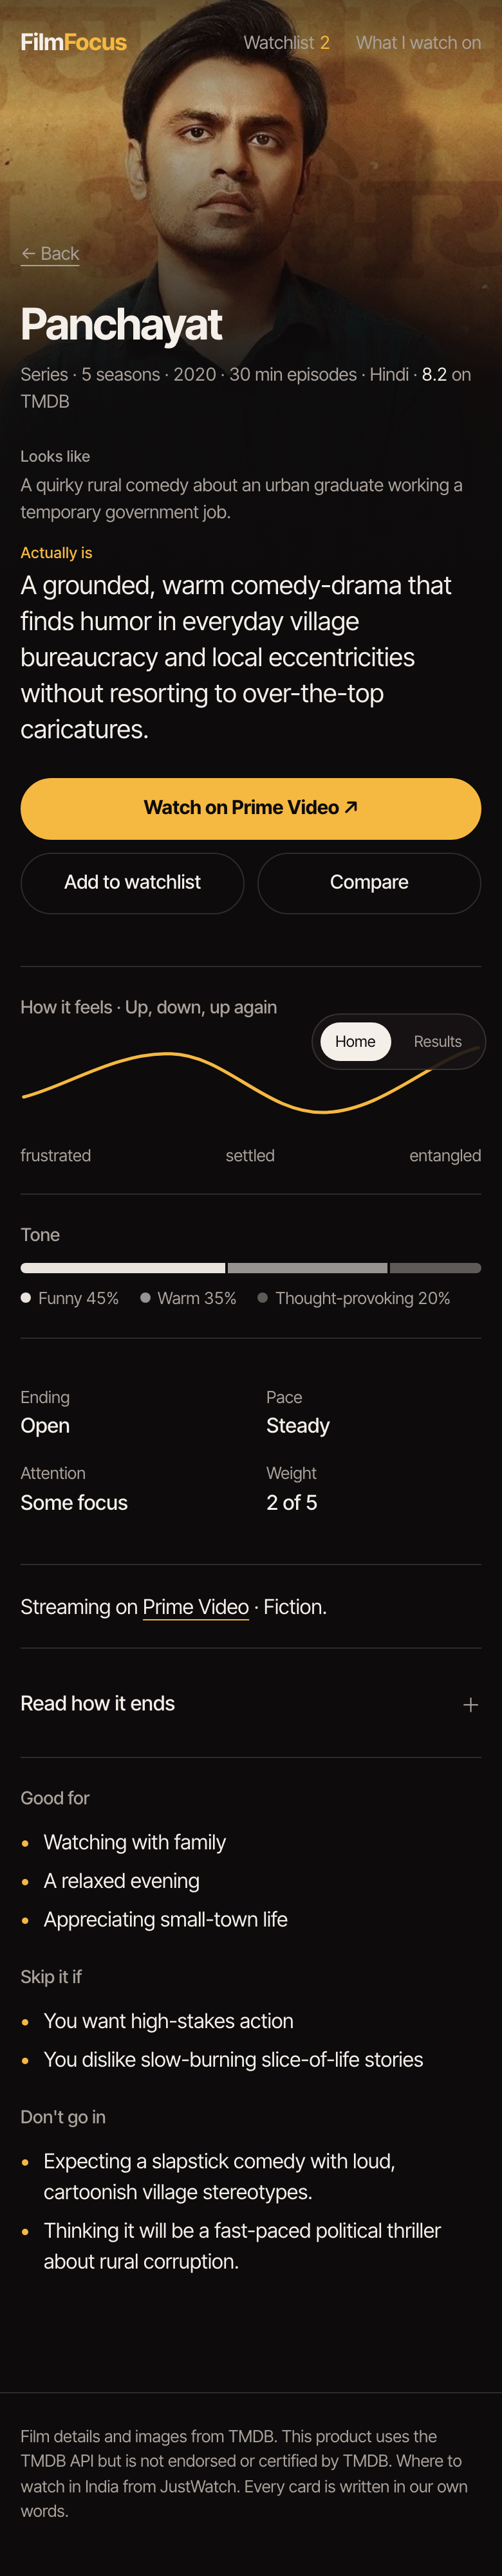 FilmFocus
Watchlist 2
What I watch on
← Back
Panchayat
Series · 5 seasons · 2020 · 30 min episodes · Hindi · 8.2 on
TMDB
Looks like
A quirky rural comedy about an urban graduate working a
temporary government job.
Actually is
A grounded, warm comedy-drama that
finds humor in everyday village
bureaucracy and local eccentricities
without resorting to over-the-top
caricatures.
Watch on Prime Video ↗
Add to watchlist
Compare
How it feels · Up, down, up again
Home
Results
frustrated
settled
entangled
Tone
Funny 45%
Warm 35%
Thought-provoking 20%
Ending
Pace
Open
Steady
Attention
Weight
Some focus
2 of 5
Streaming on Prime Video · Fiction.
Read how it ends +
Good for
• Watching with family
• A relaxed evening
• Appreciating small-town life
Skip it if
• You want high-stakes action
• You dislike slow-burning slice-of-life stories
Don't go in
• Expecting a slapstick comedy with loud,
cartoonish village stereotypes.
• Thinking it will be a fast-paced political thriller
about rural corruption.
Film details and images from TMDB. This product uses the
TMDB API but is not endorsed or certified by TMDB. Where to
watch in India from JustWatch. Every card is written in our own
words.